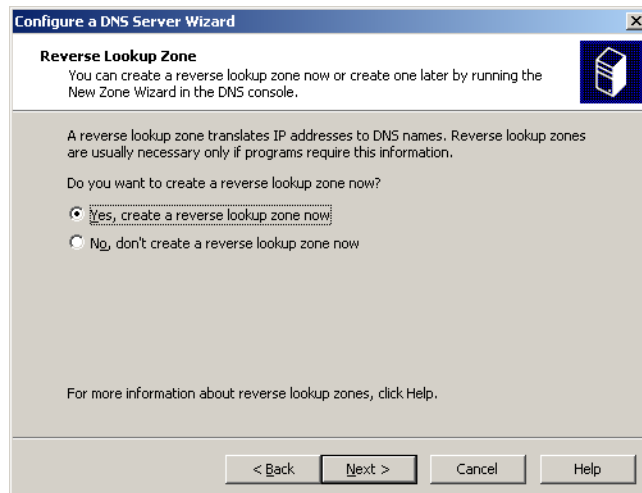 Configure a DNS Server Wizard
Reverse Lookup Zone
You can create a reverse lookup zone now or create one later by running the
New Zone Wizard in the DNS console.
A reverse lookup zone translates IP addresses to DNS names. Reverse lookup zones
are usually necessary only if programs require this information.
Do you want to create a reverse lookup zone now?
Yes, create a reverse lookup zone now
No, don't create a reverse lookup zone now
For more information about reverse lookup zones, click Help.
< Back Next > Cancel Help